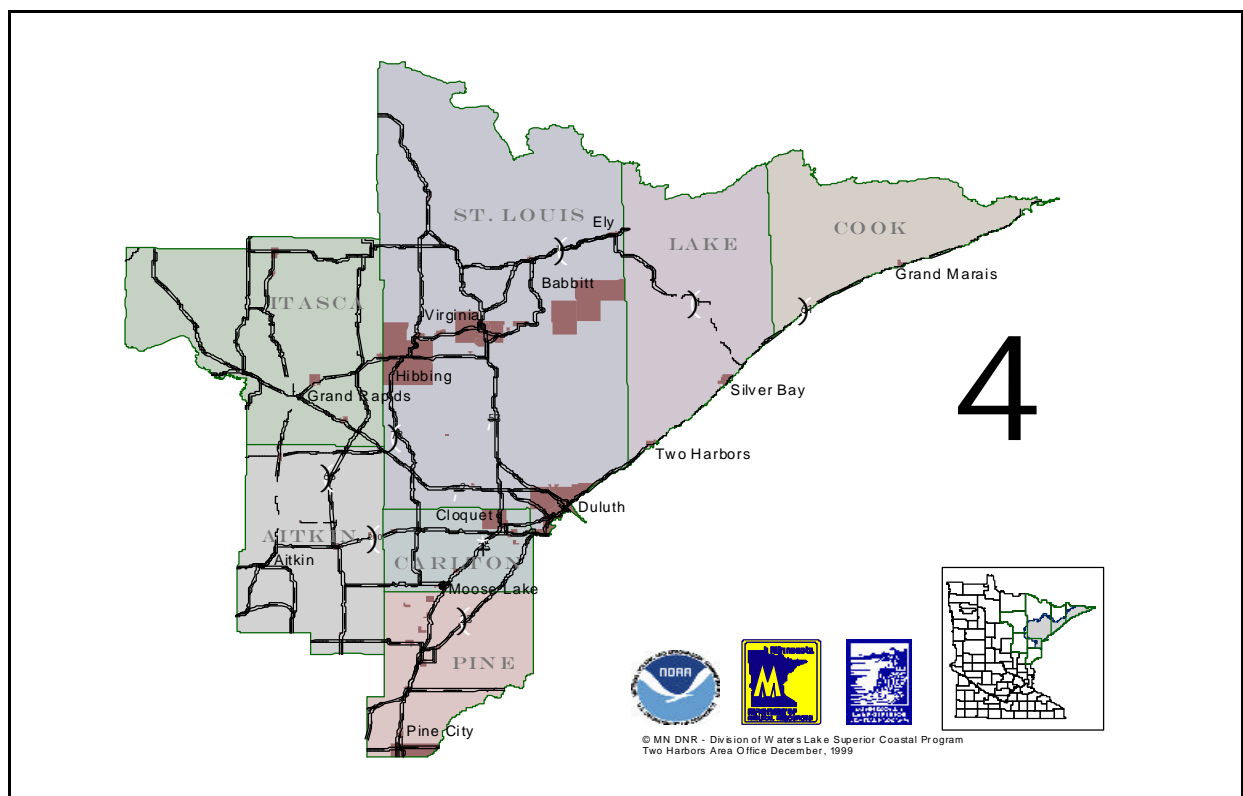 ST. LOUIS
Ely
COOK
LAKE
Grand Marais
Babbitt
ITASCA
Virginia
Hibbing
Silver Bay
Grand Rapids
4
Two Harbors
Duluth
Cloquet
AITKIN
Aitkin
CARLTON
Moose Lake
PINE
Minnesota
NOAA
M
Pine City
© MN DNR - Division of Waters Lake Superior Coastal Program
Two Harbors Area Office December, 1999